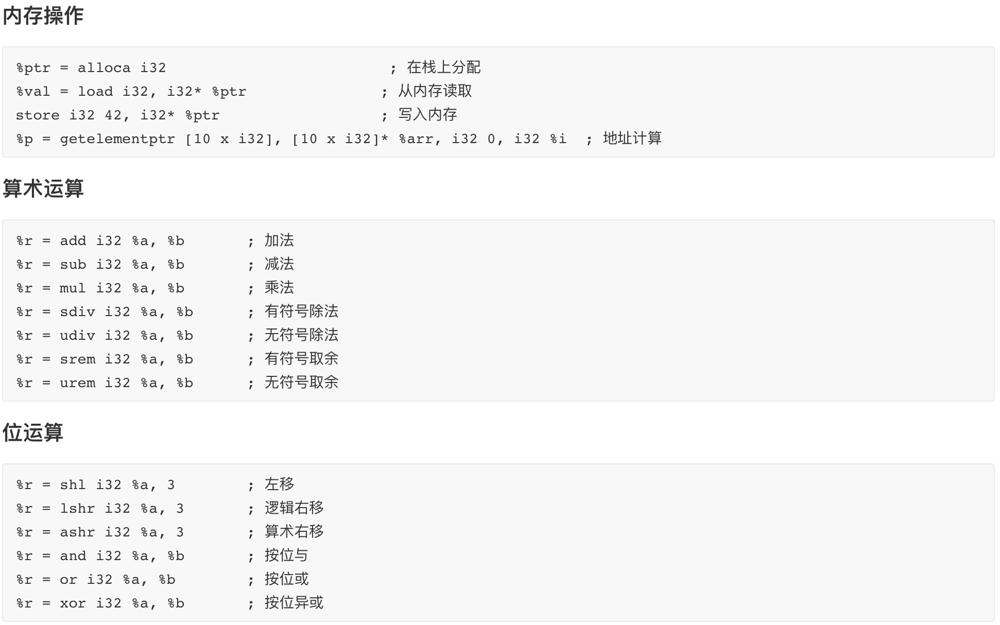 内存操作
%ptr = alloca i32                         ; 在栈上分配
%val = load i32, i32* %ptr               ; 从内存读取
store i32 42, i32* %ptr                  ; 写入内存
%p = getelementptr [10 x i32], [10 x i32]* %arr, i32 0, i32 %i  ; 地址计算
算术运算
%r = add i32 %a, %b       ; 加法
%r = sub i32 %a, %b       ; 减法
%r = mul i32 %a, %b       ; 乘法
%r = sdiv i32 %a, %b      ; 有符号除法
%r = udiv i32 %a, %b      ; 无符号除法
%r = srem i32 %a, %b      ; 有符号取余
%r = urem i32 %a, %b      ; 无符号取余
位运算
%r = shl i32 %a, 3        ; 左移
%r = lshr i32 %a, 3       ; 逻辑右移
%r = ashr i32 %a, 3       ; 算术右移
%r = and i32 %a, %b       ; 按位与
%r = or i32 %a, %b        ; 按位或
%r = xor i32 %a, %b       ; 按位异或